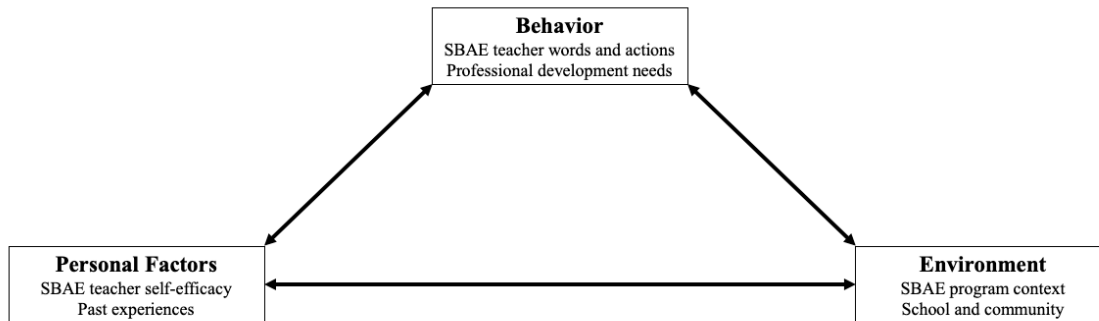 Behavior
SBAE teacher words and actions
Professional development needs
Personal Factors
SBAE teacher self-efficacy
Past experiences
Environment
SBAE program context
School and community